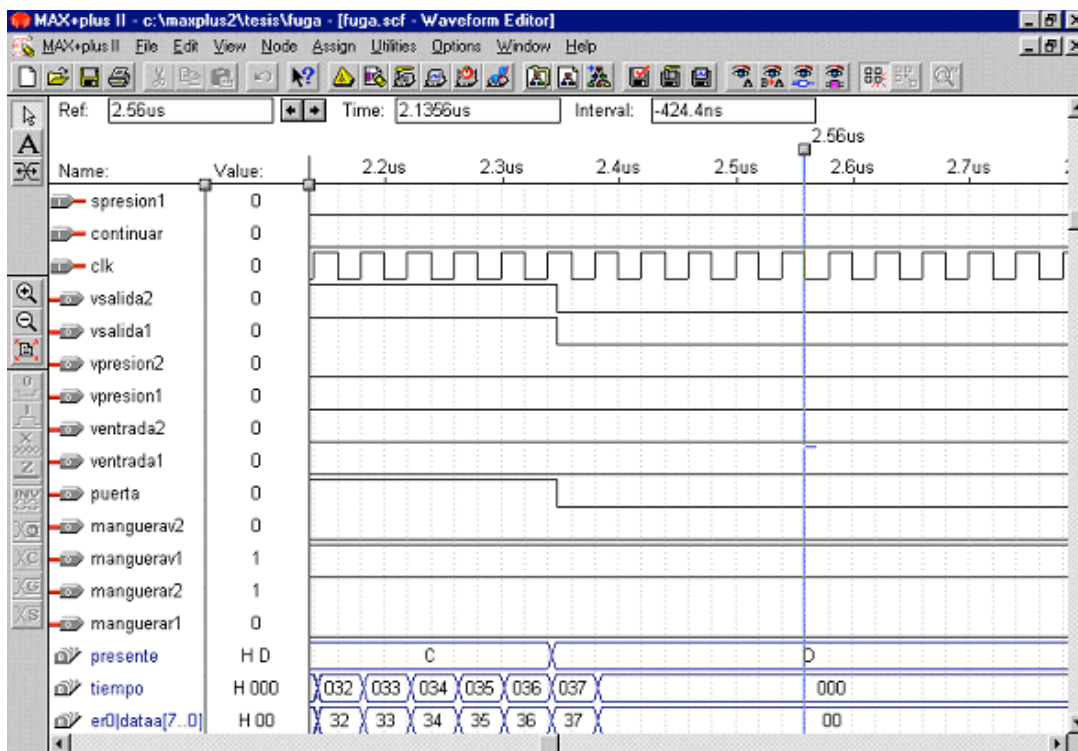 MAX+plus II - c:\maxplus2\tesis\fuga - [fuga.scf - Waveform Editor]
MAX+plus II File Edit View Node Assign Utilities Options Window Help
Ref: 2.56us Time: 2.1356us Interval: -424.4ns
2.56us
Name: Value: 2.2us 2.3us 2.4us 2.5us 2.6us 2.7us
spresion1 0
continuar 0
clk 0
vsalida2 0
vsalida1 0
vpresion2 0
vpresion1 0
ventrada2 0
ventrada1 0
puerta 0
manguerav2 0
manguerav1 1
manguerar2 1
manguerar1 0
presente H D C D
tiempo H 000 032 033 034 035 036 037 000
er0|dataa[7..0] H 00 32 33 34 35 36 37 00